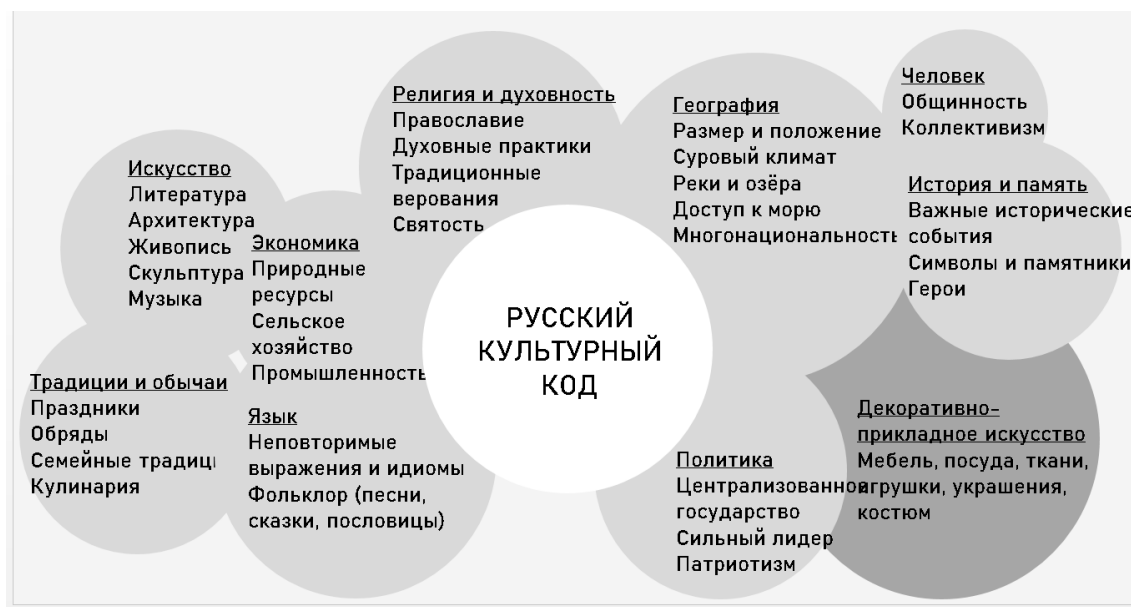 Искусство
Литература
Архитектура
Живопись
Скульптура
Музыка
Традиции и обычаи
Праздники
Обряды
Семейные традиц
Кулинария
Экономика
Природные
ресурсы
Сельское
хозяйство
Промышленность
Язык
Неповторимые
выражения и идиомы
Фольклор (песни,
сказки, пословицы)
Религия и духовность
Православие
Духовные практики
Традиционные
верования
Святость
РУССКИЙ
КУЛЬТУРНЫЙ
КОД
География
Размер и положение
Суровый климат
Реки и озёра
Доступ к морю
Многонациональность
Политика
Централизованное
государство
Сильный лидер
Патриотизм
Человек
Общинность
Коллективизм
История и память
Важные исторические
события
Символы и памятники
Герои
Декоративно-
прикладное искусство
Мебель, посуда, ткани,
игрушки, украшения,
костюм